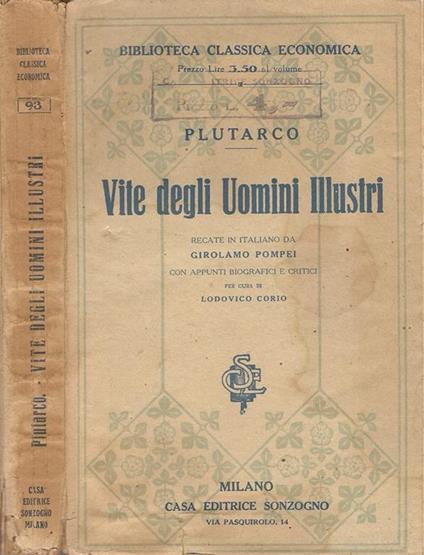 BIBLIOTECA
CLASSICA
ECONOMICA
93
Plutarco. - VITE DEGLI UOMINI ILLUSTRI
CASA
EDITRICE
SONZOGNO
MILANO
BIBLIOTECA CLASSICA ECONOMICA
Prezzo Lire 3.50 al volume
SONZOGNO
PLUTARCO
Vite degli Uomini Illustri
RECATE IN ITALIANO DA
GIROLAMO POMPEI
CON APPUNTI BIOGRAFICI E CRITICI
PER CURA DI
LODOVICO CORIO
MILANO
CASA EDITRICE SONZOGNO
VIA PASQUIROLO, 14